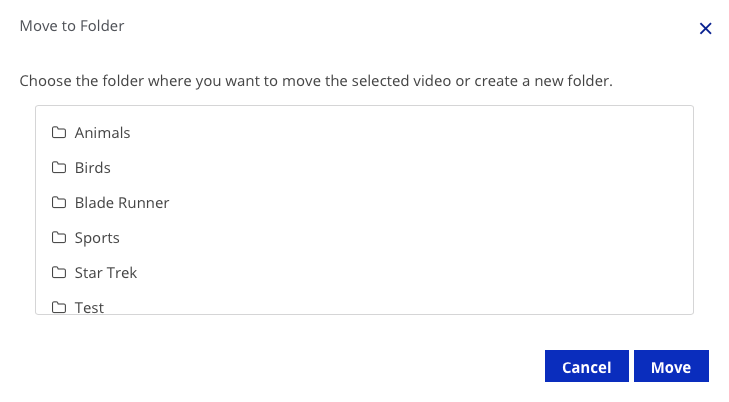 Move to Folder
Choose the folder where you want to move the selected video or create a new folder.
Animals
Birds
Blade Runner
Sports
Star Trek
Test
Cancel
Move